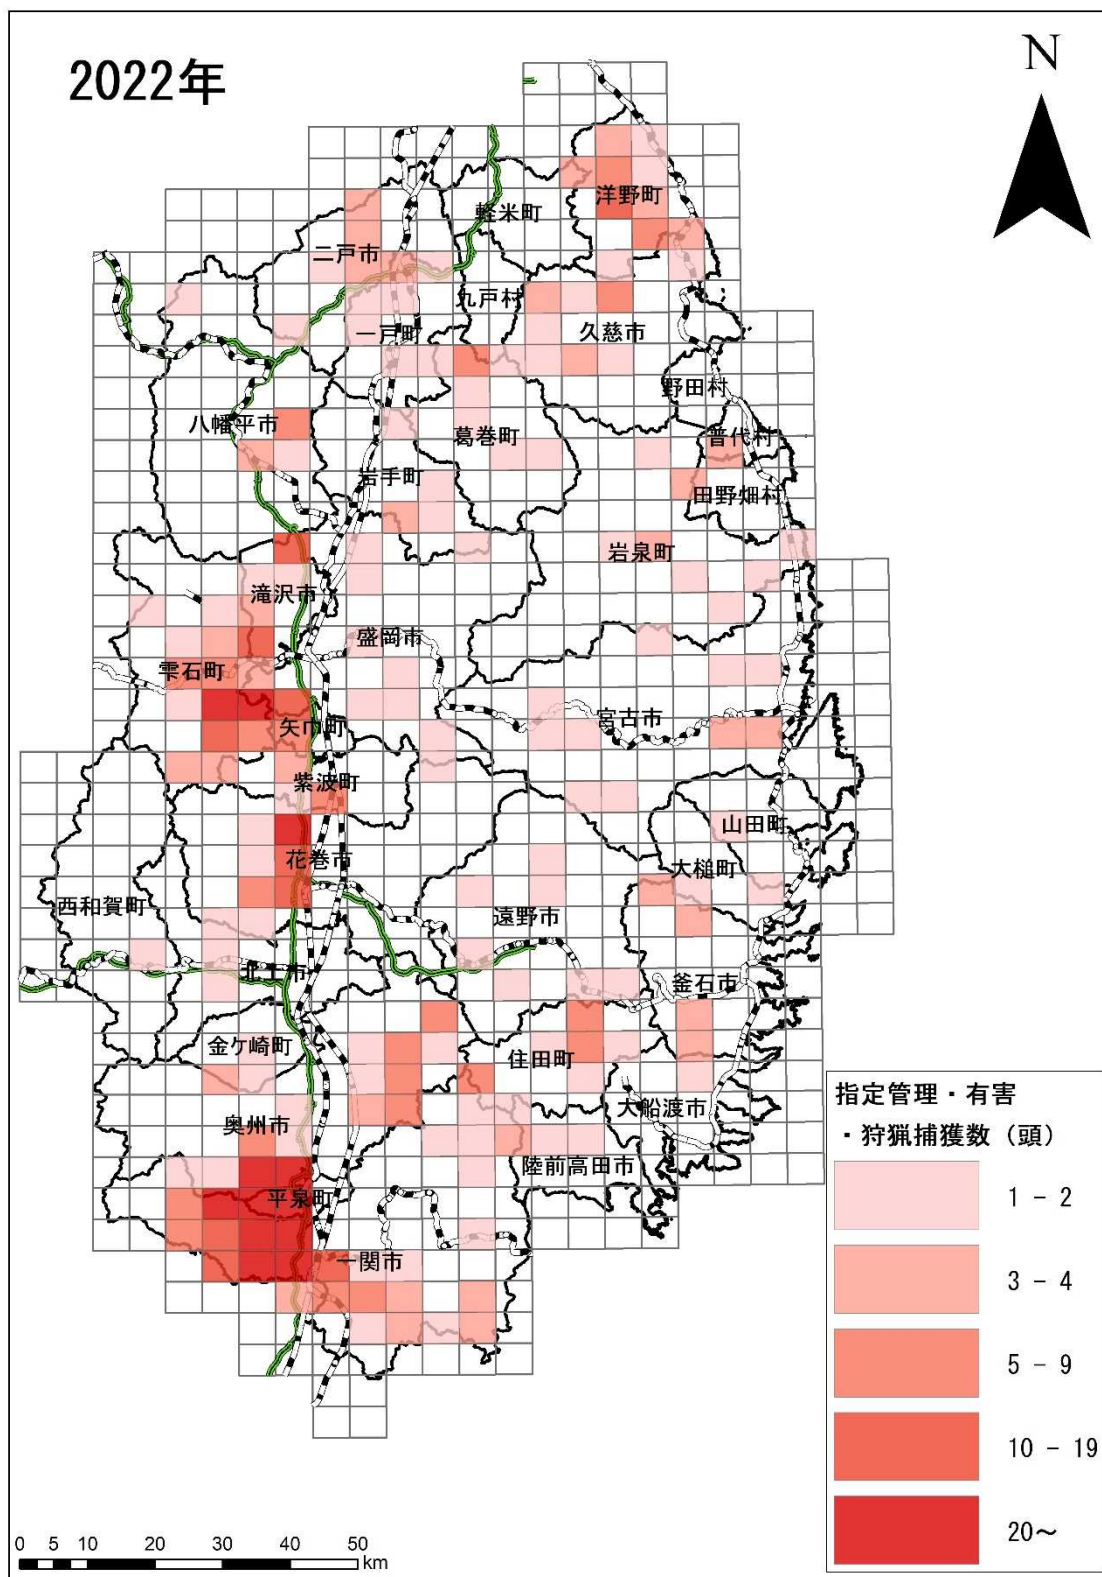 2022年
N
洋野町
軽米町
二戸市
九戸村
一戸町
久慈市
野田村
八幡平市
葛巻町
普代村
岩手町
田野畑村
岩泉町
滝沢市
盛岡市
雫石町
宮古市
矢巾町
紫波町
山田町
花巻市
大槌町
西和賀町
遠野市
北上市
釜石市
金ケ崎町
住田町
大船渡市
奥州市
陸前高田市
平泉町
一関市
指定管理・有害
・狩猟捕獲数（頭）
1 - 2
3 - 4
5 - 9
10 - 19
20～
0 5 10 20 30 40 50
km